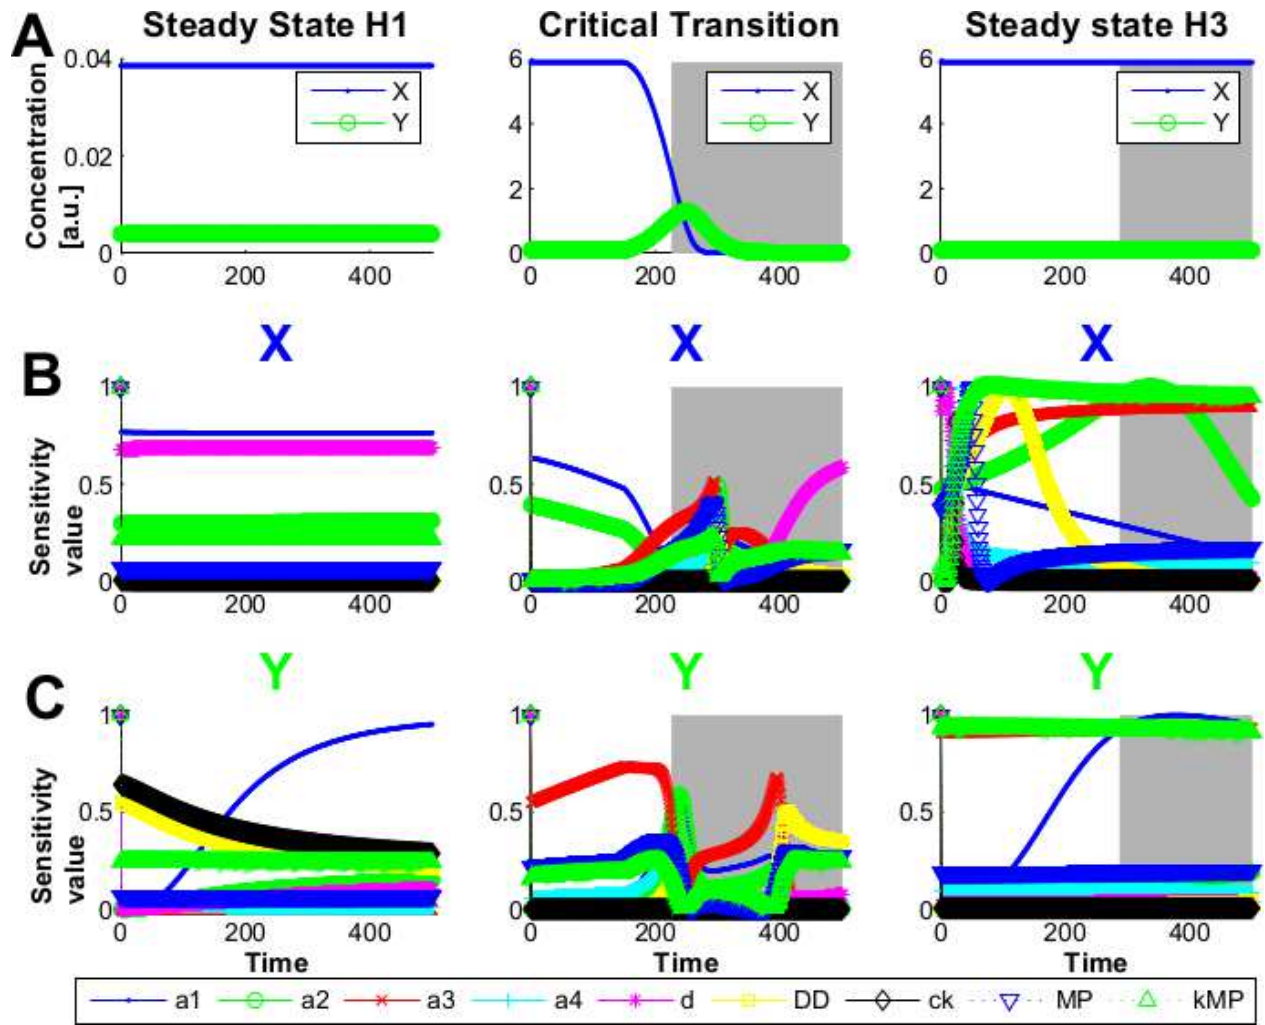 A
Steady State H1
Critical Transition
Steady state H3
Concentration
[a.u.]
0.04
0.02
0
0 200 400
X
Y
6
4
2
0
0 200 400
X
Y
6
4
2
0
0 200 400
X
Y
B
X
X
X
Sensitivity
value
1
0.5
0
0 200 400
1
0.5
0
0 200 400
1
0.5
0
0 200 400
C
Y
Y
Y
Sensitivity
value
1
0.5
0
0 200 400
Time
1
0.5
0
0 200 400
Time
1
0.5
0
0 200 400
Time
a1 a2 a3 a4 d DD ck MP kMP